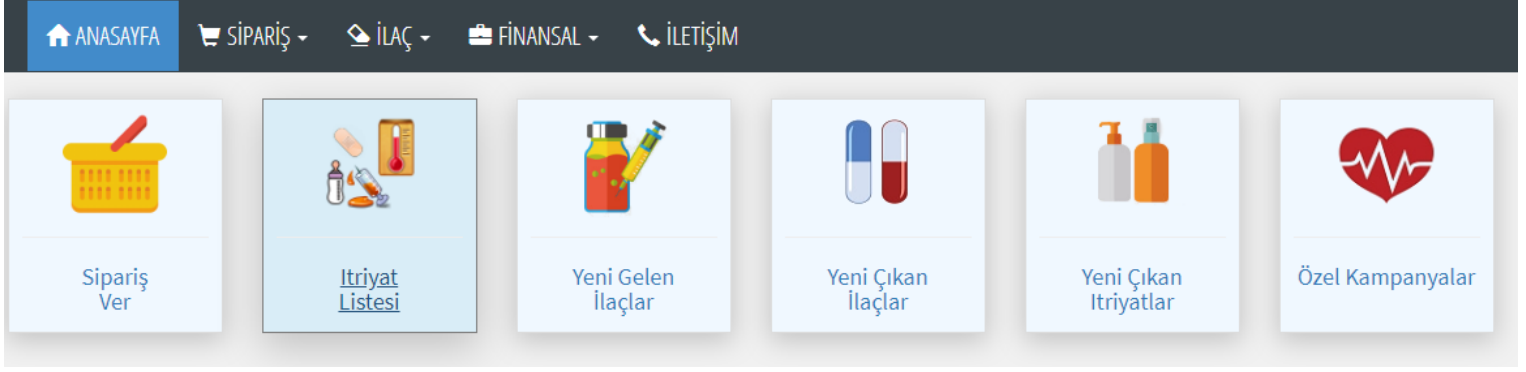 ANASAYFA SİPARİŞ İLAÇ FİNANSAL İLETİŞİM
Sipariş
Ver
Itriyat
Listesi
Yeni Gelen
İlaçlar
Yeni Çıkan
İlaçlar
Yeni Çıkan
Itriyatlar
Özel Kampanyalar